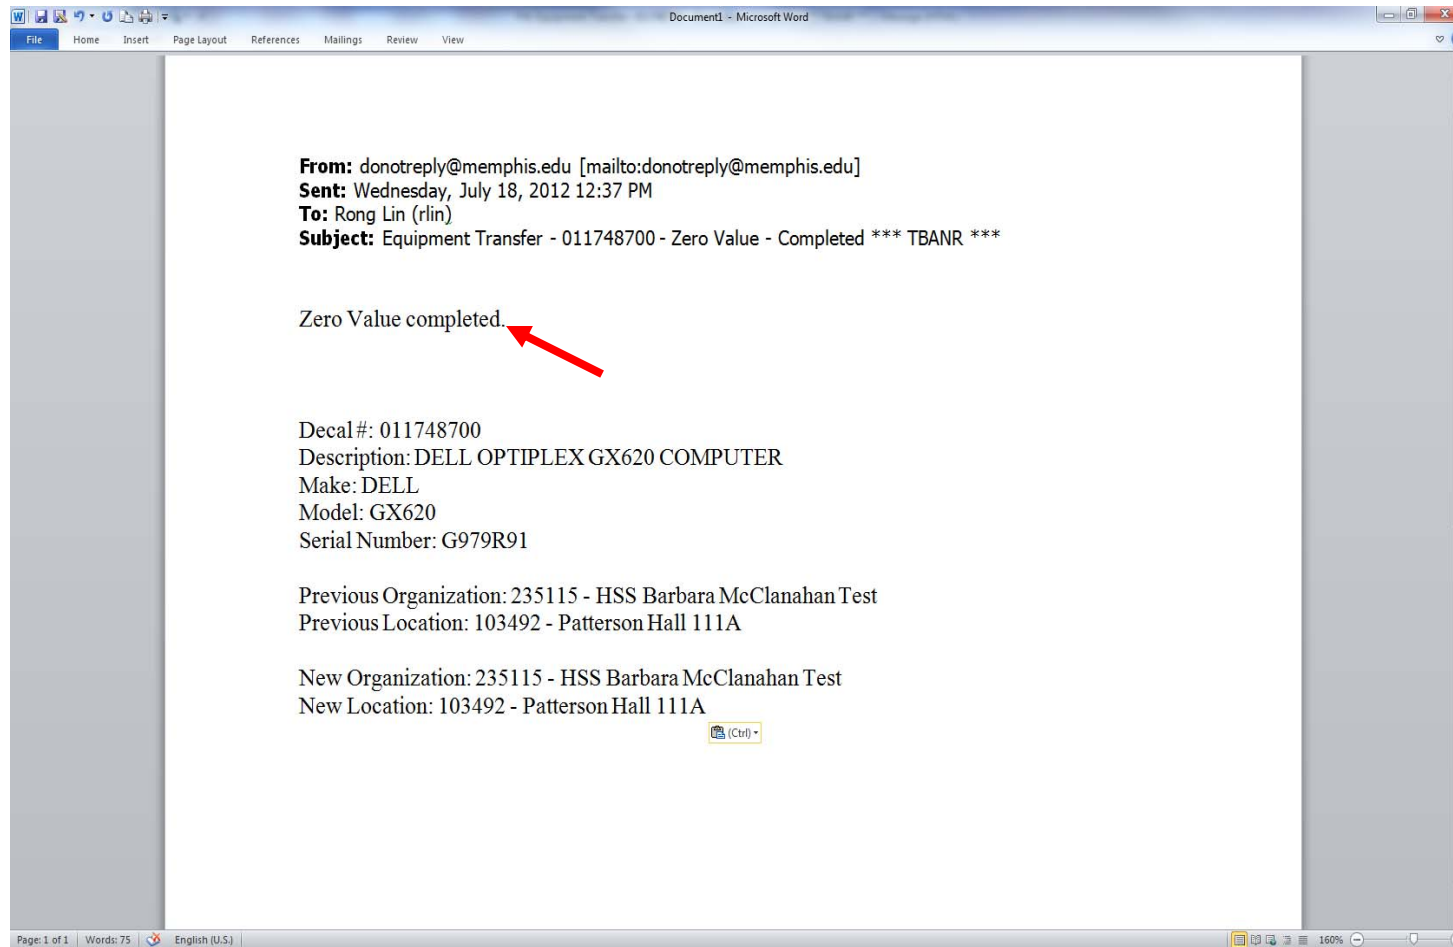 Document1 - Microsoft Word
File Home Insert Page Layout References Mailings Review View
From: donotreply@memphis.edu [mailto:donotreply@memphis.edu]
Sent: Wednesday, July 18, 2012 12:37 PM
To: Rong Lin (rlin)
Subject: Equipment Transfer - 011748700 - Zero Value - Completed *** TBANR ***
Zero Value completed.
Decal #: 011748700
Description: DELL OPTIPLEX GX620 COMPUTER
Make: DELL
Model: GX620
Serial Number: G979R91
Previous Organization: 235115 - HSS Barbara McClanahan Test
Previous Location: 103492 - Patterson Hall 111A
New Organization: 235115 - HSS Barbara McClanahan Test
New Location: 103492 - Patterson Hall 111A
(Ctrl)
Page: 1 of 1 Words: 75 English (U.S.) 160%